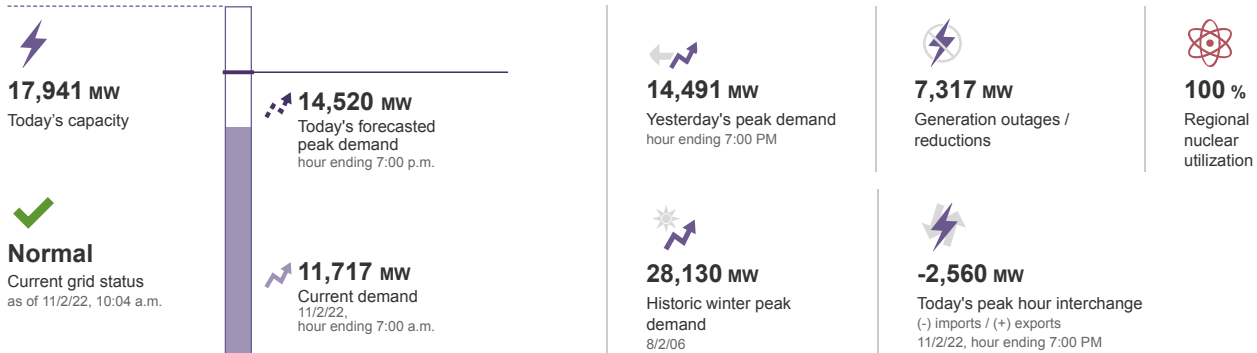 17,941 MW
Today's capacity
Normal
Current grid status
as of 11/2/22, 10:04 a.m.
14,520 MW
Today's forecasted
peak demand
hour ending 7:00 p.m.
11,717 MW
Current demand
11/2/22,
hour ending 7:00 a.m.
14,491 MW
Yesterday's peak demand
hour ending 7:00 PM
7,317 MW
Generation outages /
reductions
100 %
Regional
nuclear
utilization
28,130 MW
Historic winter peak
demand
8/2/06
-2,560 MW
Today's peak hour interchange
(-) imports / (+) exports
11/2/22, hour ending 7:00 PM